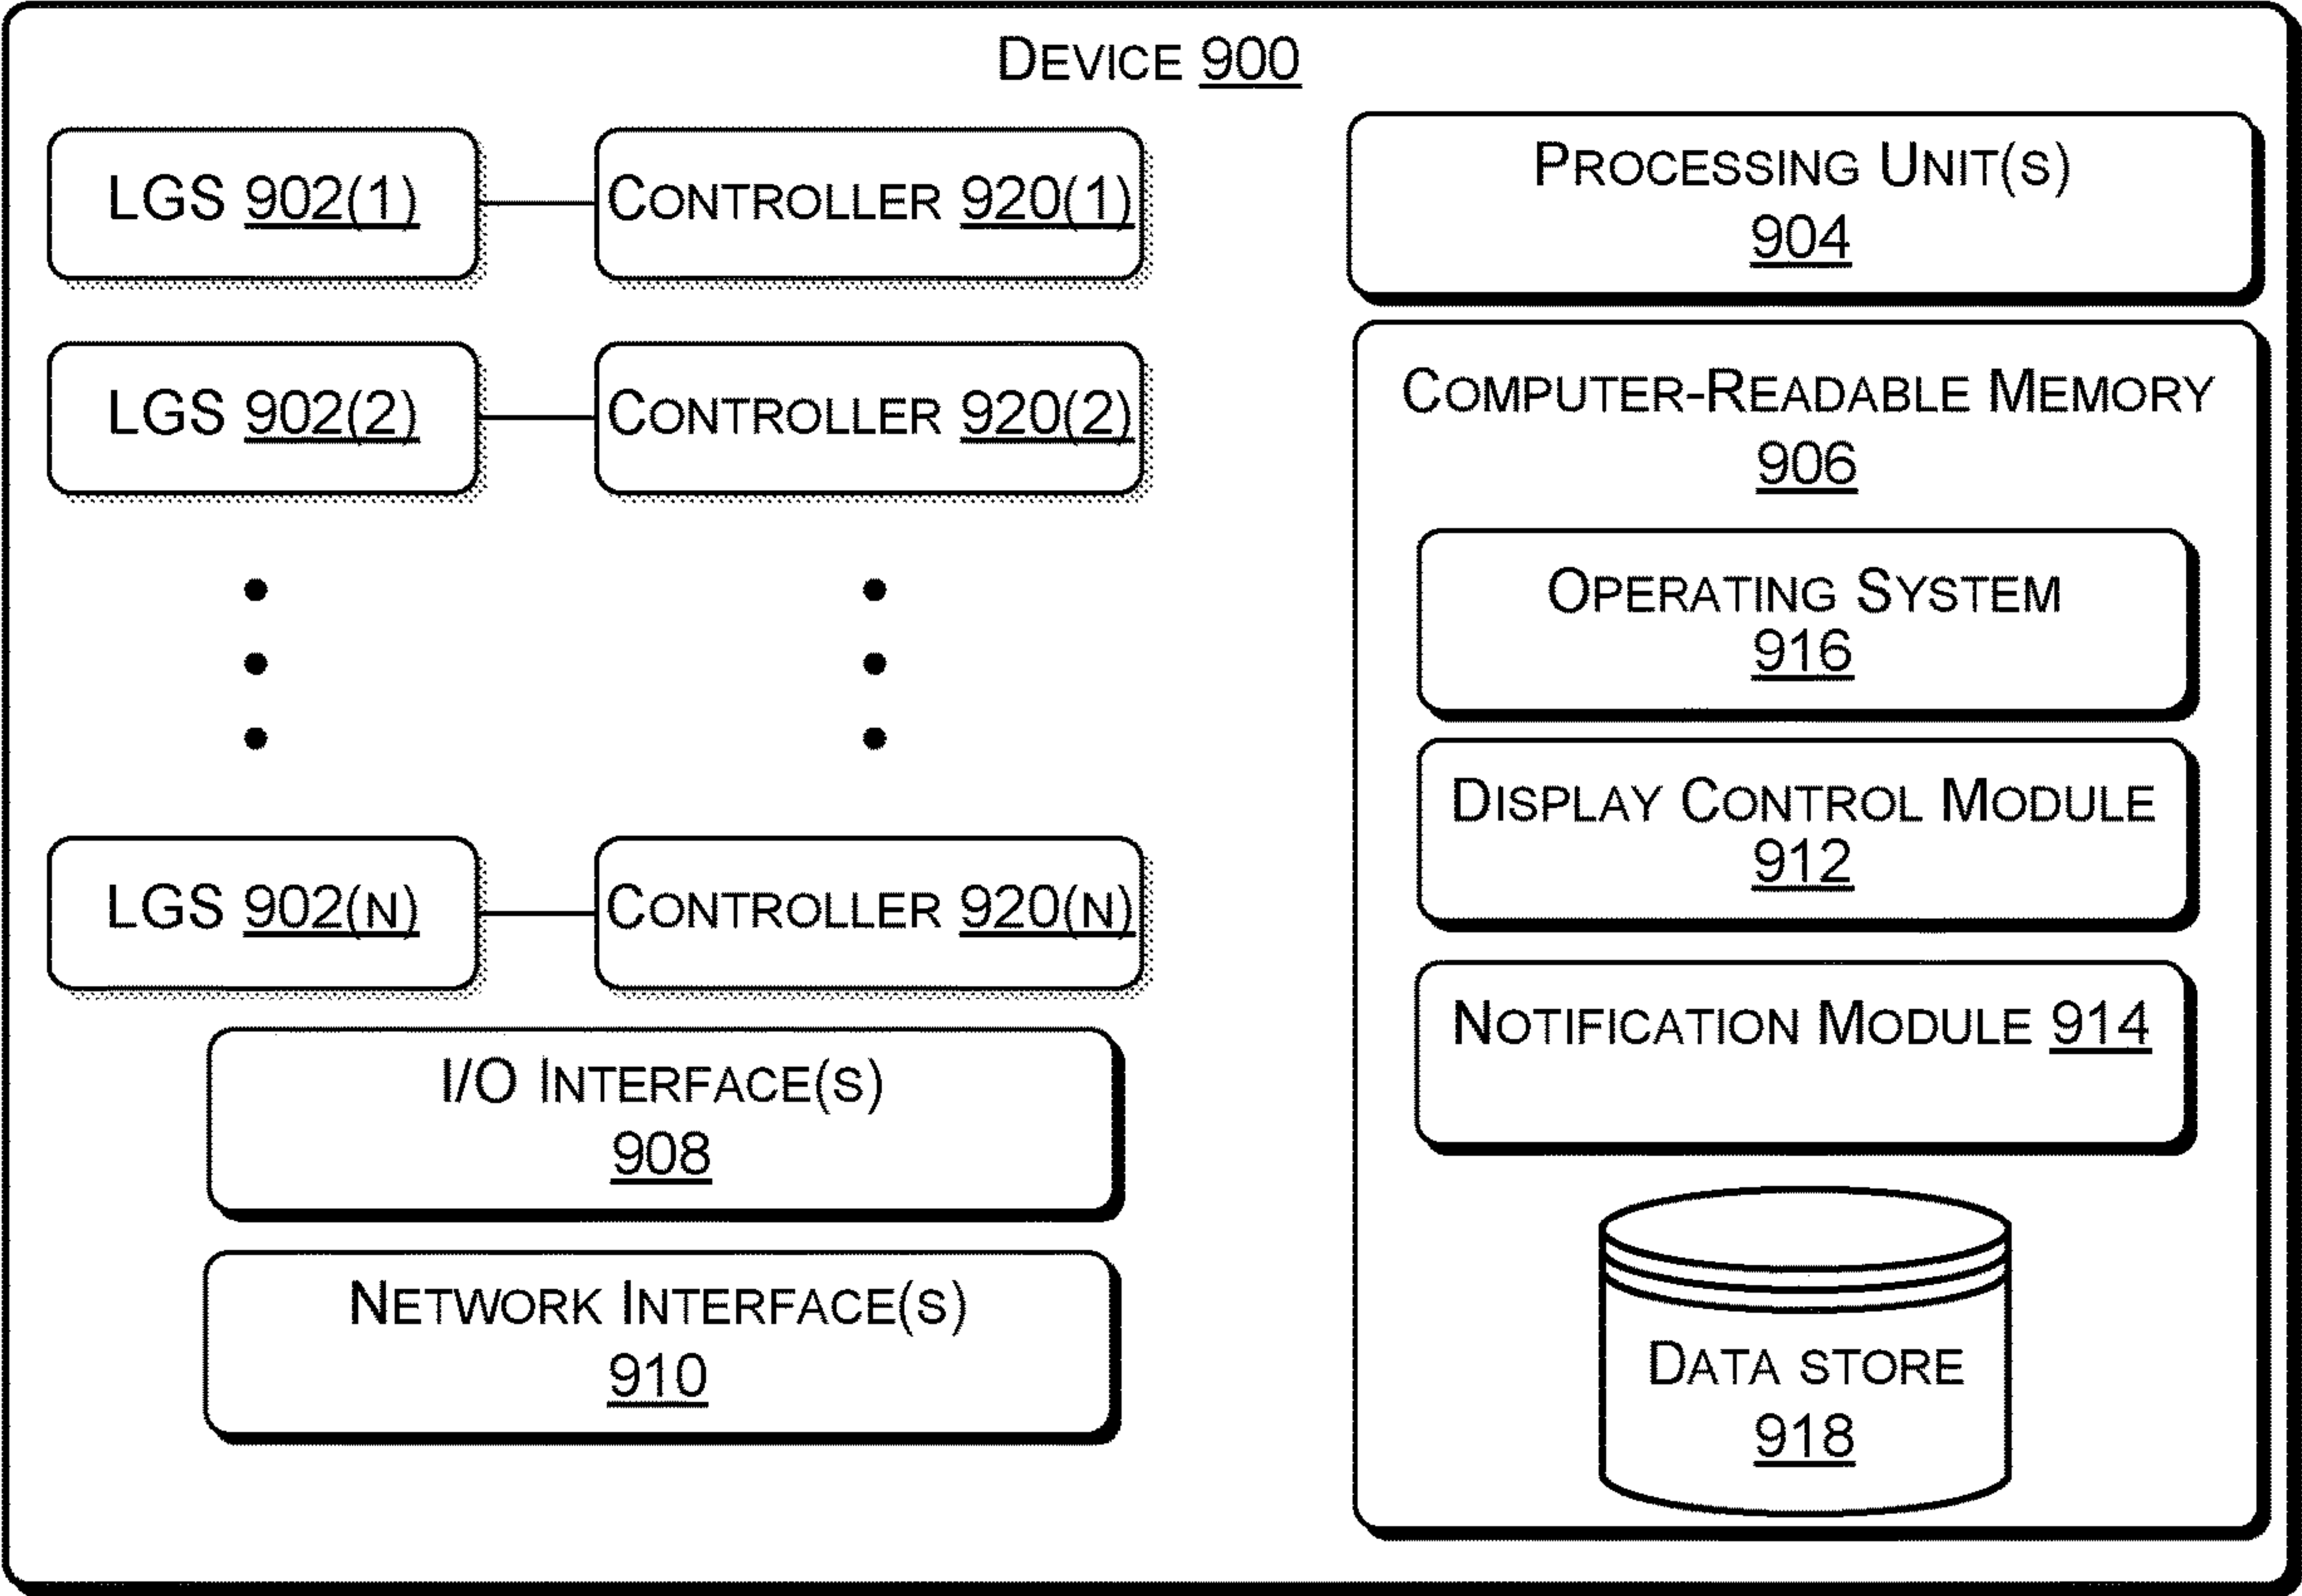 DEVICE 900
LGS 902(1)
CONTROLLER 920(1)
LGS 902(2)
CONTROLLER 920(2)
LGS 902(N)
CONTROLLER 920(N)
I/O INTERFACE(S)
908
NETWORK INTERFACE(S)
910
PROCESSING UNIT(S)
904
COMPUTER-READABLE MEMORY
906
OPERATING SYSTEM
916
DISPLAY CONTROL MODULE
912
NOTIFICATION MODULE 914
DATA STORE
918